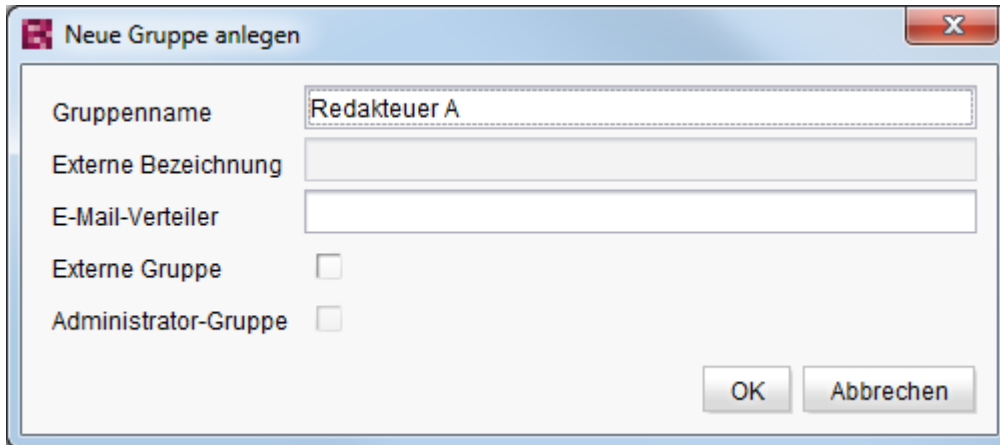 Neue Gruppe anlegen
Gruppenname Redakteuer A
Externe Bezeichnung
E-Mail-Verteiler
Externe Gruppe
Administrator-Gruppe
OK Abbrechen